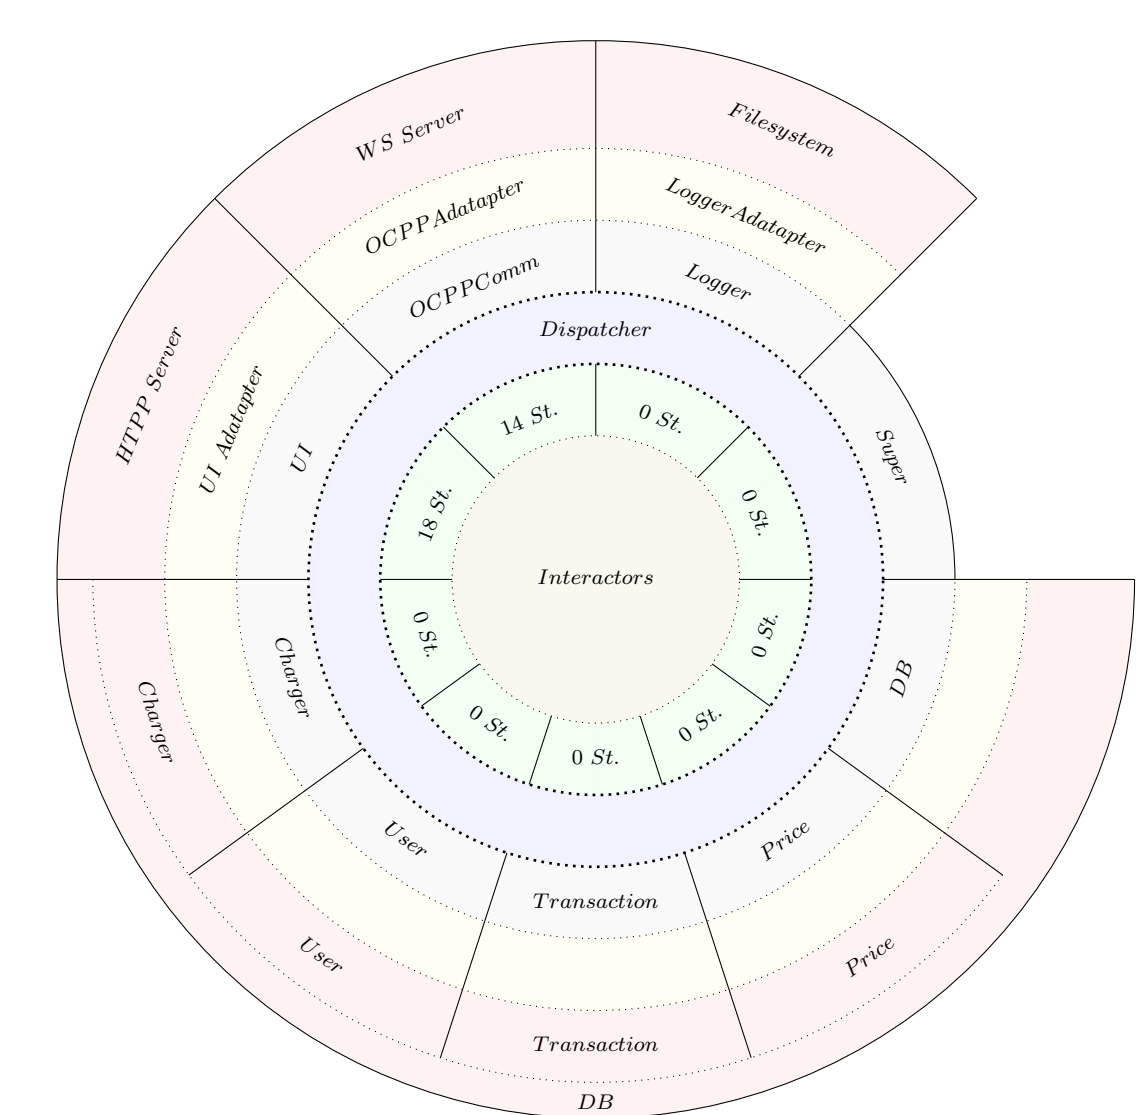 WS Server
Filesystem
OCPPAdatapter
LoggerAdatapter
OCPPComm
Logger
Dispatcher
HTPP Server
UI Adatapter
UI
14 St.
0 St.
Super
18 St.
0 St.
Interactors
0 St.
0 St.
Charger
Charger
DB
0 St.
0 St.
0 St.
User
Price
Transaction
User
Price
Transaction
DB